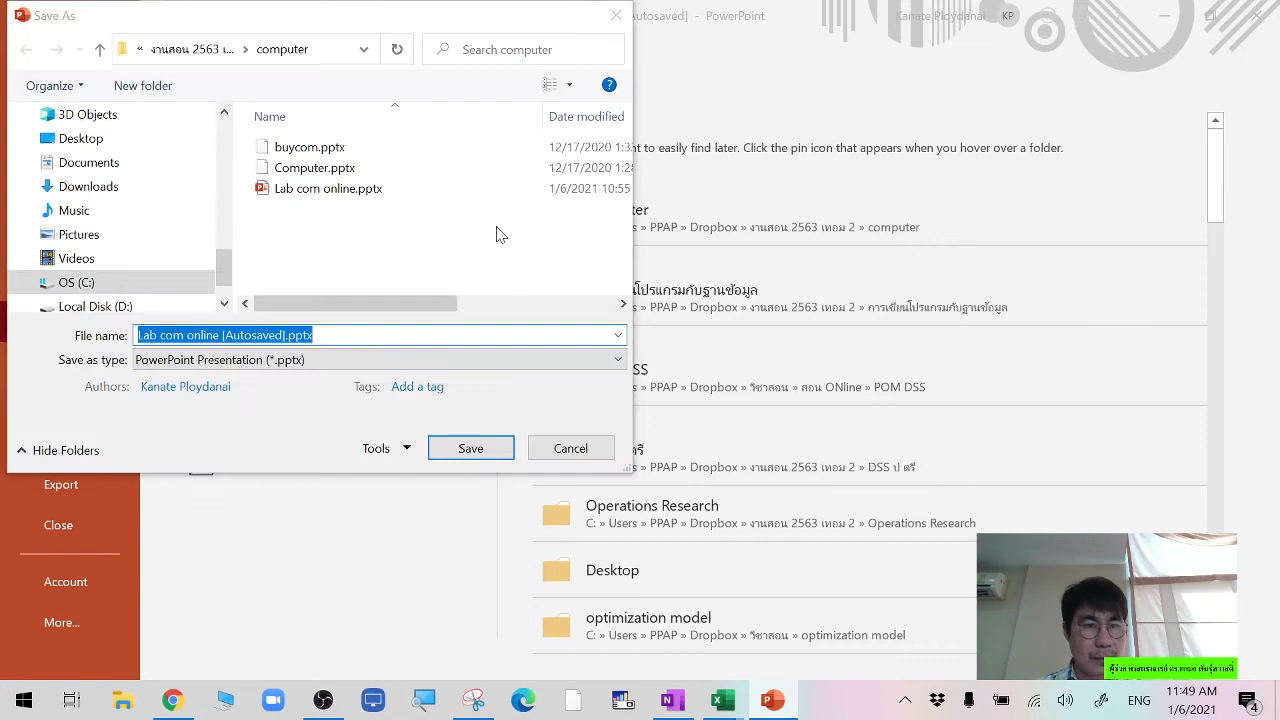 Save As
Autosaved] - PowerPoint
Kanate Ploydanai
KP
« งานสอน 2563 เ... › computer
Search computer
Organize
New folder
3D Objects
Desktop
Documents
Downloads
Music
Pictures
Videos
OS (C:)
Local Disk (D:)
Name
Date modified
buycom.pptx
12/17/2020 1:3
Computer.pptx
12/17/2020 1:28
Lab com online.pptx
1/6/2021 10:55
File name:
Lab com online [Autosaved].pptx
Save as type:
PowerPoint Presentation (*.pptx)
Authors:
Kanate Ploydanai
Tags:
Add a tag
Hide Folders
Tools
Save
Cancel
t to easily find later. Click the pin icon that appears when you hover over a folder.
ter
» PPAP » Dropbox » งานสอน 2563 เทอม 2 » computer
นโปรแกรมกับฐานข้อมูล
» PPAP » Dropbox » งานสอน 2563 เทอม 2 » การเขียนโปรแกรมกับฐานข้อมูล
SS
» PPAP » Dropbox » วิชาสอน » สอน ONline » POM DSS
ตรี
» PPAP » Dropbox » งานสอน 2563 เทอม 2 » DSS ป ตรี
Operations Research
C: » Users » PPAP » Dropbox » งานสอน 2563 เทอม 2 » Operations Research
Desktop
optimization model
C: » Users » PPAP » Dropbox » วิชาสอน » optimization model
Export
Close
Account
More...
ENG
11:49 AM
1/6/2021
4